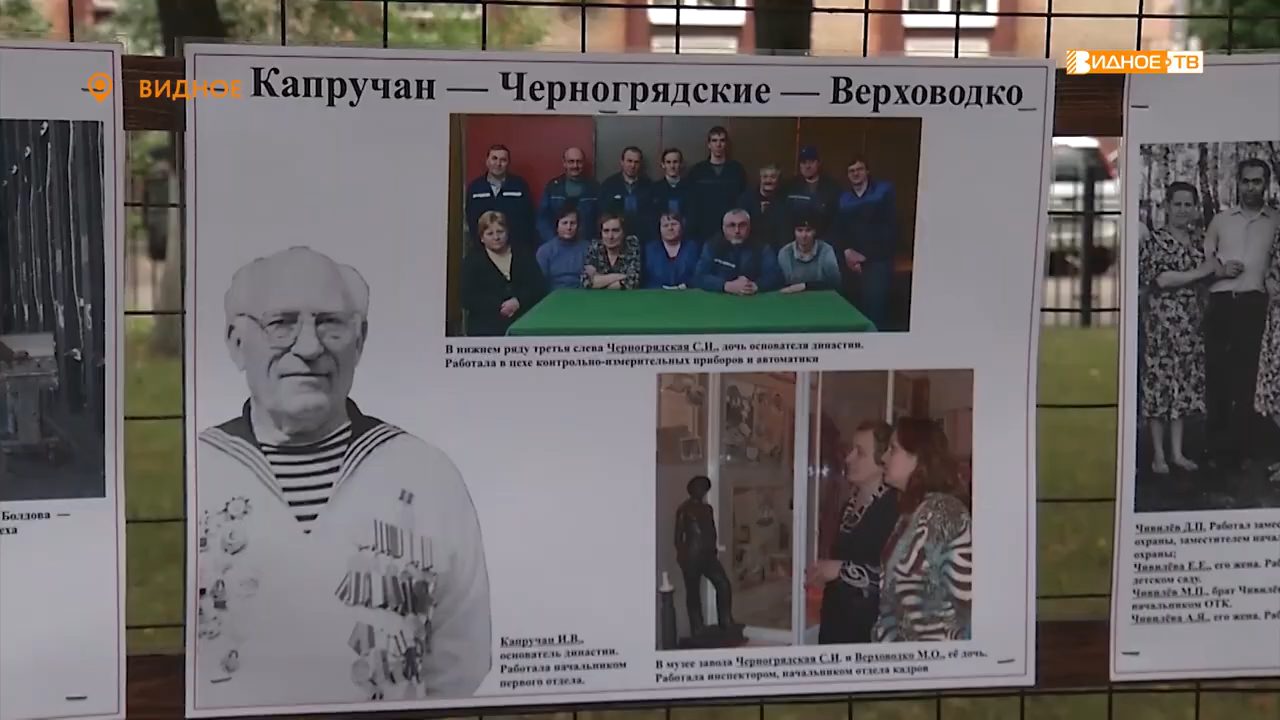 ВИДНОЕ
ВИДНОЕ ТВ
Капручан — Черногрядские — Верховодко
В нижнем ряду третья слева Черногрядская С.И., дочь основателя династии.
Работала в цехе контрольно-измерительных приборов и автоматики
Капручан И.В.,
основатель династии.
Работала начальником
первого отдела,
В музее завода Черногрядская С.И. и Верховодко М.О., её дочь.
Работала инспектором, начальником отдела кадров
Болдова —
Чивилёв Д.П. Работал
охраны, заместителем
охраны;
Чивилёва Е.Е., его жена.
детском саду.
Чивилёв М.П., брат
начальником ОТК.
Чивилёва А.Я., его жена.